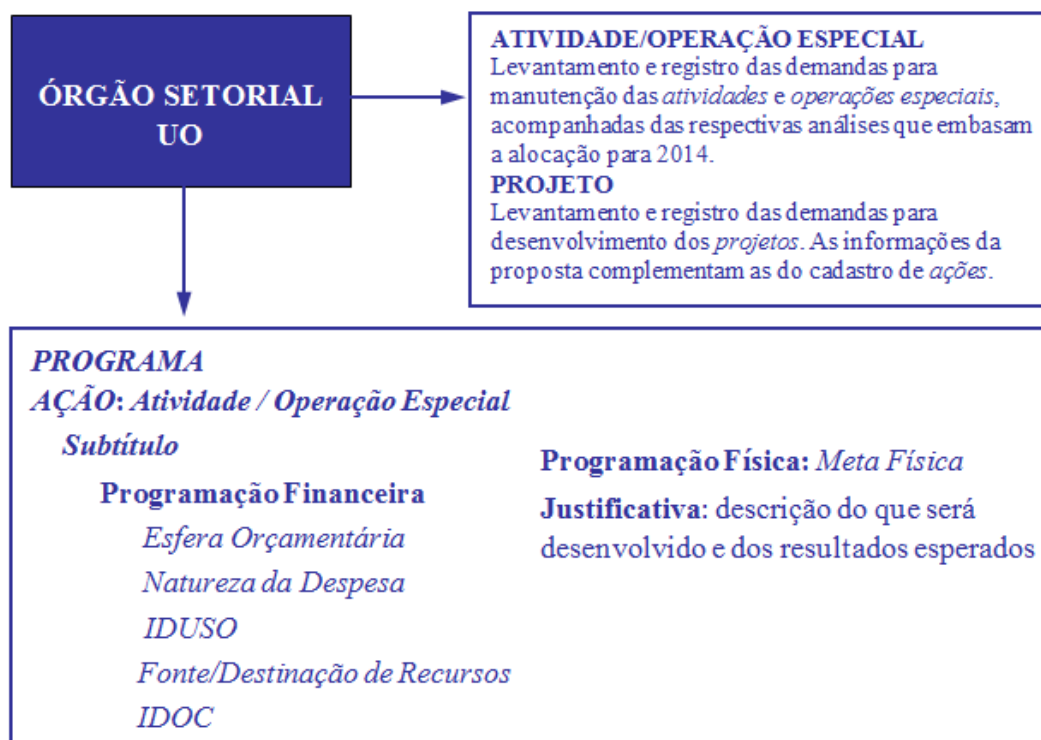 ÓRGÃO SETORIAL
UO
ATIVIDADE/OPERAÇÃO ESPECIAL
Levantamento e registro das demandas para
manutenção das atividades e operações especiais,
acompanhadas das respectivas análises que embasam
a alocação para 2014.
PROJETO
Levantamento e registro das demandas para
desenvolvimento dos projetos. As informações da
proposta complementam as do cadastro de ações.
PROGRAMA
AÇÃO: Atividade / Operação Especial
Subtítulo
Programação Financeira
Esfera Orçamentária
Natureza da Despesa
IDUSO
Fonte/Destinação de Recursos
IDOC
Programação Física: Meta Física
Justificativa: descrição do que será
desenvolvido e dos resultados esperados